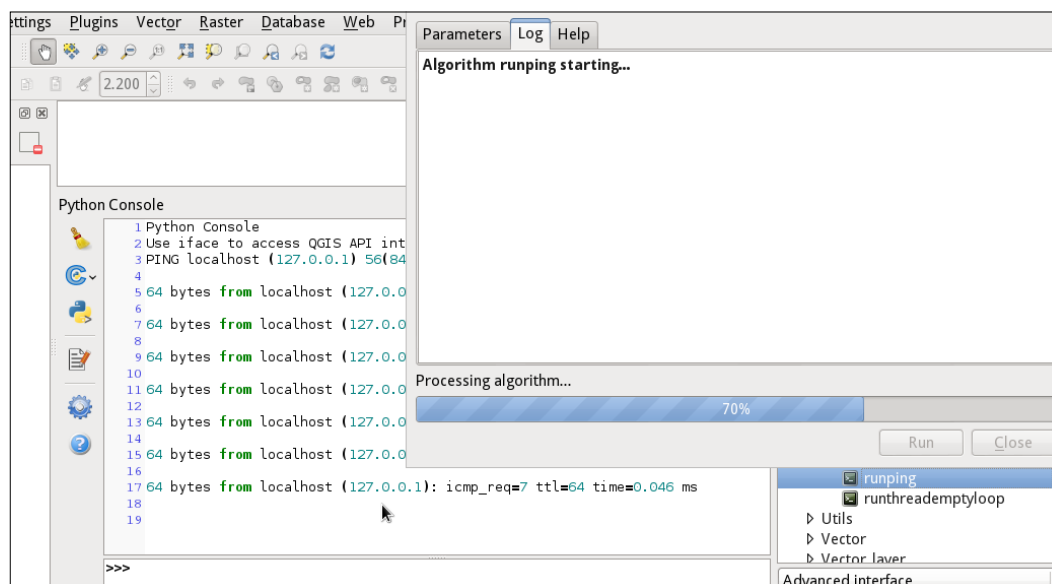 ettings Plugins Vector Raster Database Web Pr
2.200
Python Console
1 Python Console
2 Use iface to access QGIS API int
3 PING localhost (127.0.0.1) 56(84
4
5 64 bytes from localhost (127.0.0
6
7 64 bytes from localhost (127.0.0
8
9 64 bytes from localhost (127.0.0
10
11 64 bytes from localhost (127.0.0
12
13 64 bytes from localhost (127.0.0
14
15 64 bytes from localhost (127.0.0
16
17 64 bytes from localhost (127.0.0.1): icmp_req=7 ttl=64 time=0.046 ms
18
19
>>>
Parameters Log Help
Algorithm runping starting...
Processing algorithm...
70%
Run Close
runping
runthreademptyloop
Utils
Vector
Vector layer
Advanced interface